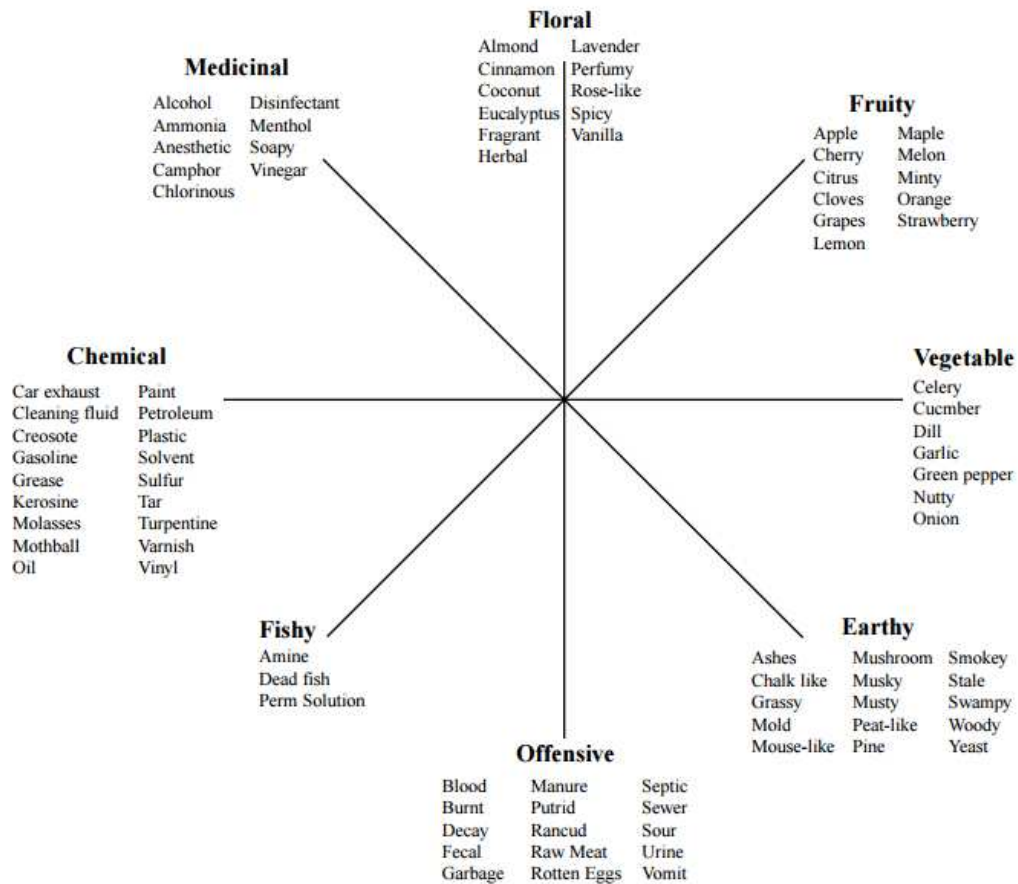 Floral
Almond Lavender
Cinnamon Perfumy
Coconut Rose-like
Eucalyptus Spicy
Fragrant Vanilla
Herbal
Medicinal
Alcohol Disinfectant
Ammonia Menthol
Anesthetic Soapy
Camphor Vinegar
Chlorinous
Fruity
Apple Maple
Cherry Melon
Citrus Minty
Cloves Orange
Grapes Strawberry
Lemon
Chemical
Car exhaust Paint
Cleaning fluid Petroleum
Creosote Plastic
Gasoline Solvent
Grease Sulfur
Kerosine Tar
Molasses Turpentine
Mothball Varnish
Oil Vinyl
Vegetable
Celery
Cucmber
Dill
Garlic
Green pepper
Nutty
Onion
Fishy
Amine
Dead fish
Perm Solution
Earthy
Ashes Mushroom Smokey
Chalk like Musky Stale
Grassy Musty Swampy
Mold Peat-like Woody
Mouse-like Pine Yeast
Offensive
Blood Manure Septic
Burnt Putrid Sewer
Decay Rancud Sour
Fecal Raw Meat Urine
Garbage Rotten Eggs Vomit